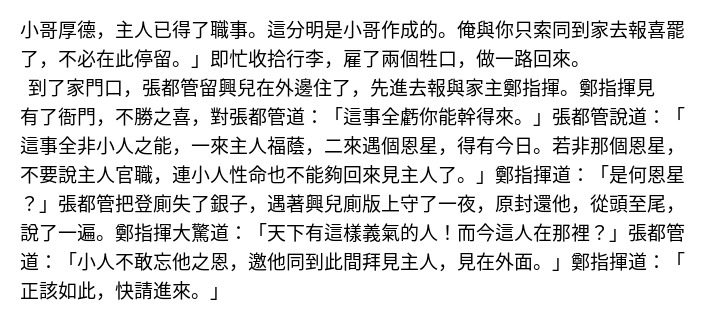 小哥厚德，主人已得了職事。這分明是小哥作成的。俺與你只索同到家去報喜罷
了，不必在此停留。」即忙收拾行李，雇了兩個牲口，做一路回來。
到了家門口，張都管留興兒在外邊住了，先進去報與家主鄭指揮。鄭指揮見
有了衙門，不勝之喜，對張都管道：「這事全虧你能幹得來。」張都管說道：「
這事全非小人之能，一來主人福蔭，二來遇個恩星，得有今日。若非那個恩星，
不要說主人官職，連小人性命也不能夠回來見主人了。」鄭指揮道：「是何恩星
？」張都管把登廁失了銀子，遇著興兒廁版上守了一夜，原封還他，從頭至尾，
說了一遍。鄭指揮大驚道：「天下有這樣義氣的人！而今這人在那裡？」張都管
道：「小人不敢忘他之恩，邀他同到此間拜見主人，見在外面。」鄭指揮道：「
正該如此，快請進來。」